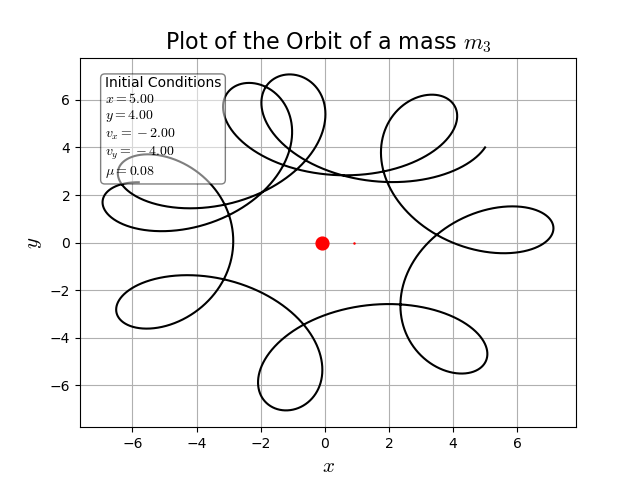 Plot of the Orbit of a mass m₃
Initial Conditions
x = 5.00
y = 4.00
vₓ = −2.00
v_y = −4.00
μ = 0.08
6
4
2
0
−2
−4
−6
y
−6 −4 −2 0 2 4 6
x